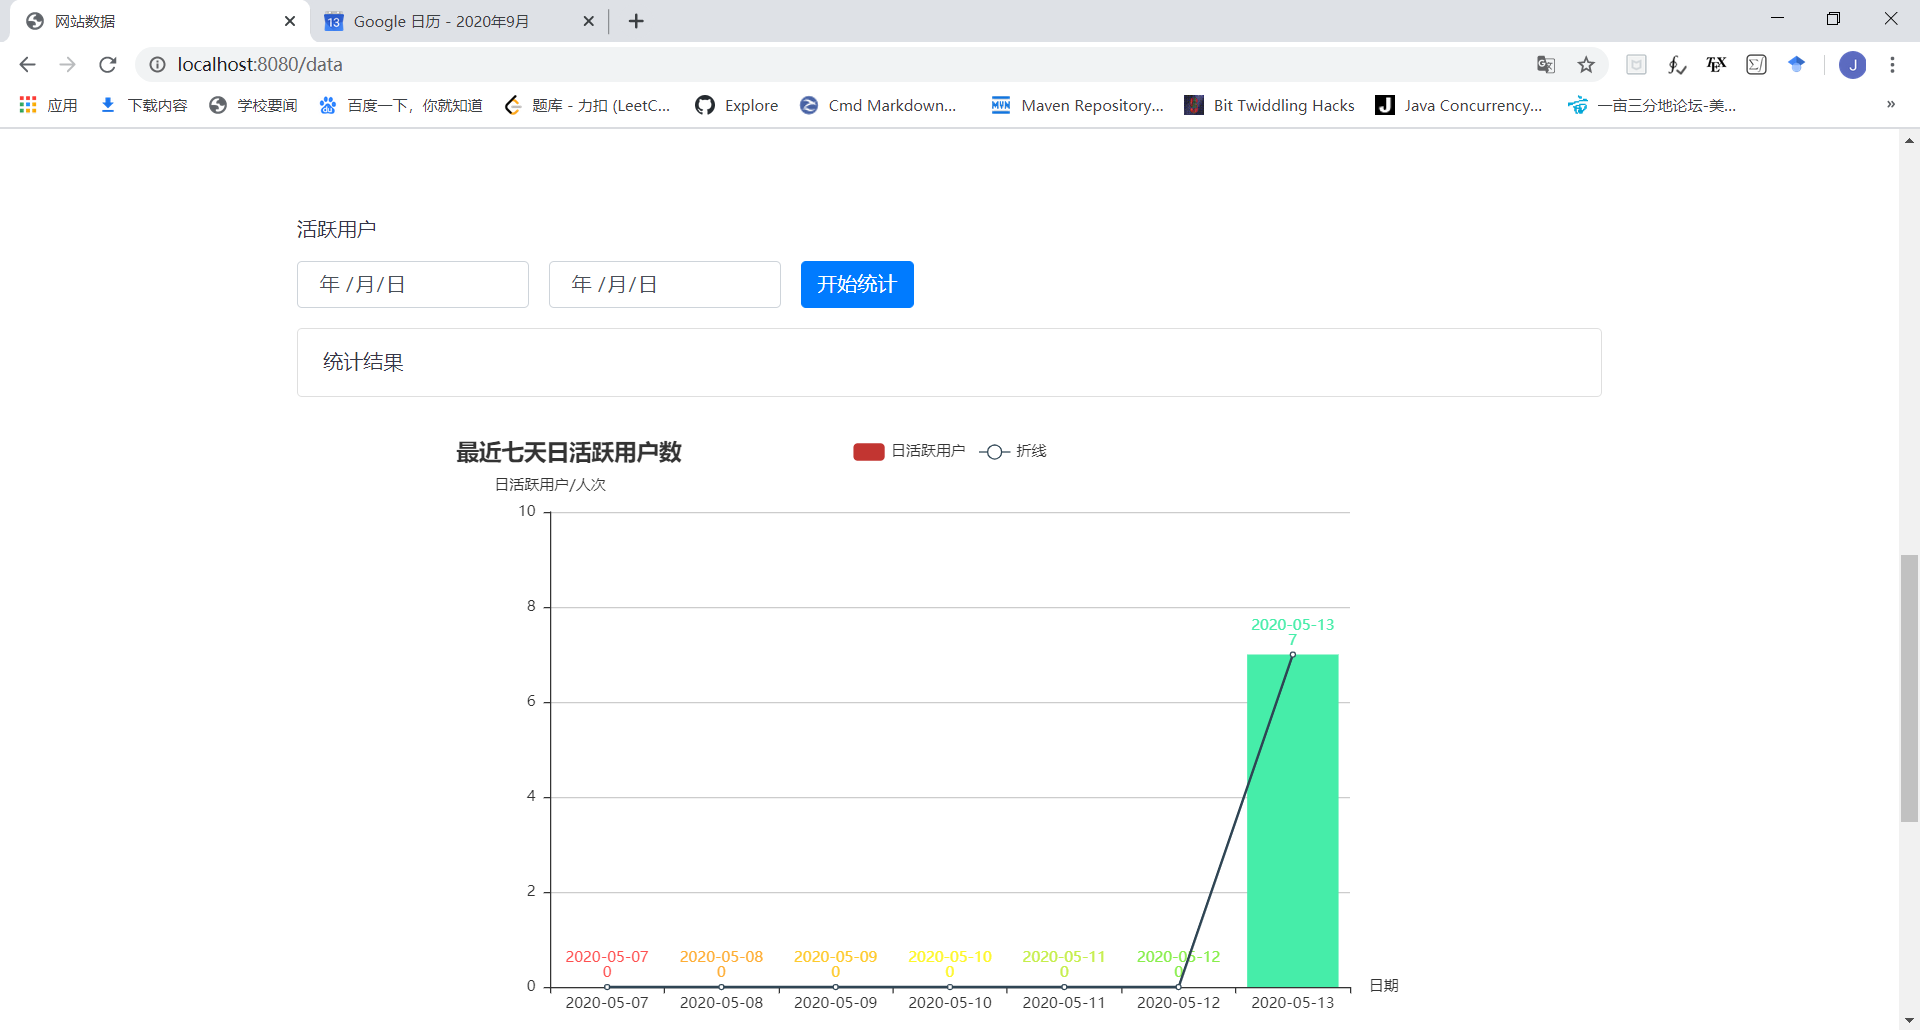 网站数据
Google 日历 - 2020年9月
localhost:8080/data
J
应用
下载内容
学校要闻
百度一下，你就知道
题库 - 力扣 (LeetC...
Explore
Cmd Markdown...
Maven Repository...
Bit Twiddling Hacks
Java Concurrency...
一亩三分地论坛-美...
»
活跃用户
年 /月/日
年 /月/日
开始统计
统计结果
最近七天日活跃用户数
日活跃用户
折线
日活跃用户/人次
10
8
6
4
2
0
2020-05-13
7
2020-05-07
0
2020-05-08
0
2020-05-09
0
2020-05-10
0
2020-05-11
0
2020-05-12
0
日期
2020-05-07
2020-05-08
2020-05-09
2020-05-10
2020-05-11
2020-05-12
2020-05-13